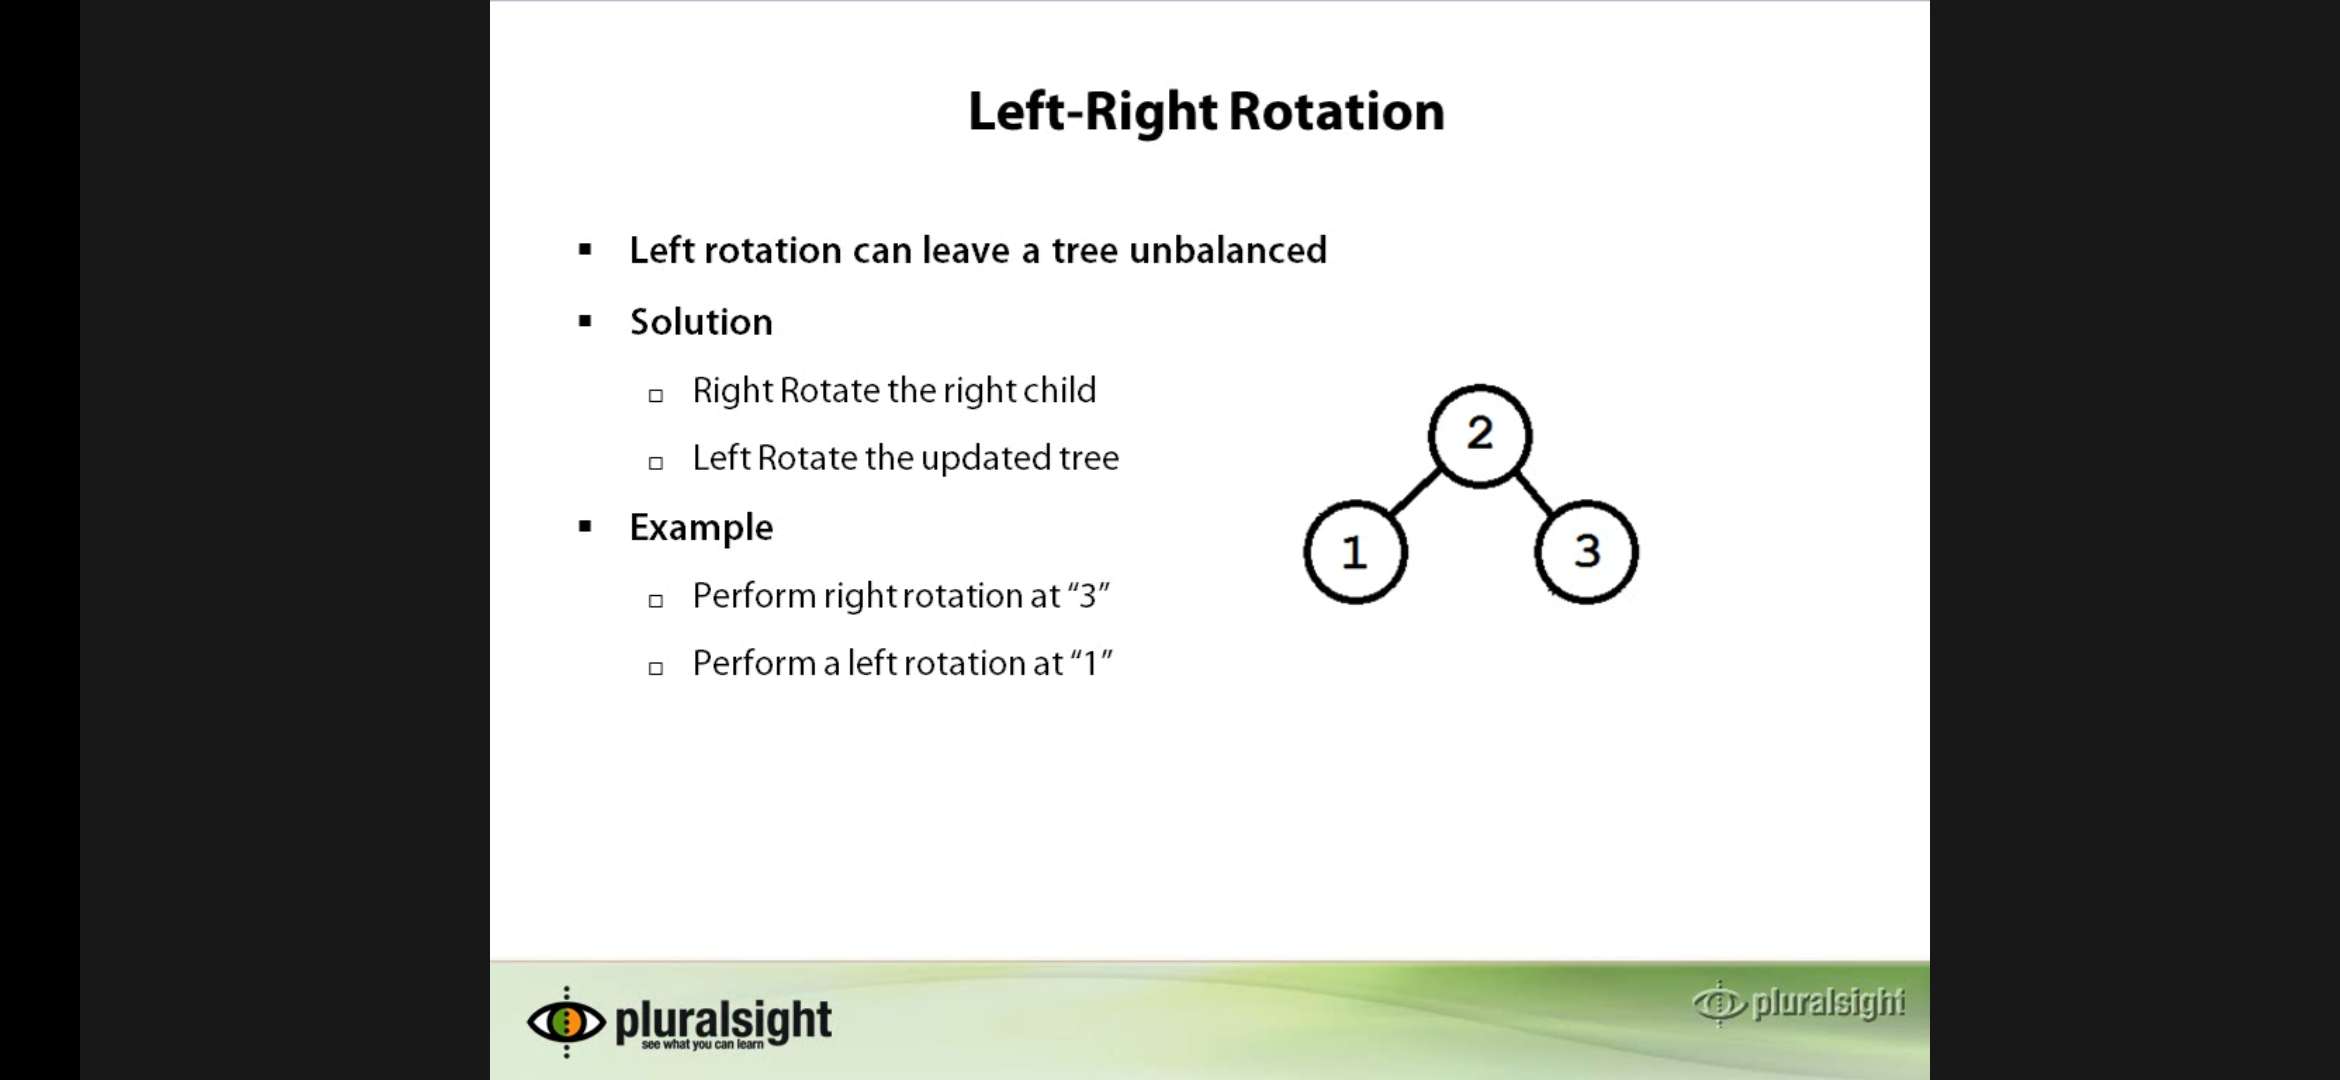 Left-Right Rotation
Left rotation can leave a tree unbalanced
Solution
Right Rotate the right child
Left Rotate the updated tree
Example
Perform right rotation at “3”
Perform a left rotation at “1”
2
1
3
pluralsight
see what you can learn
pluralsight